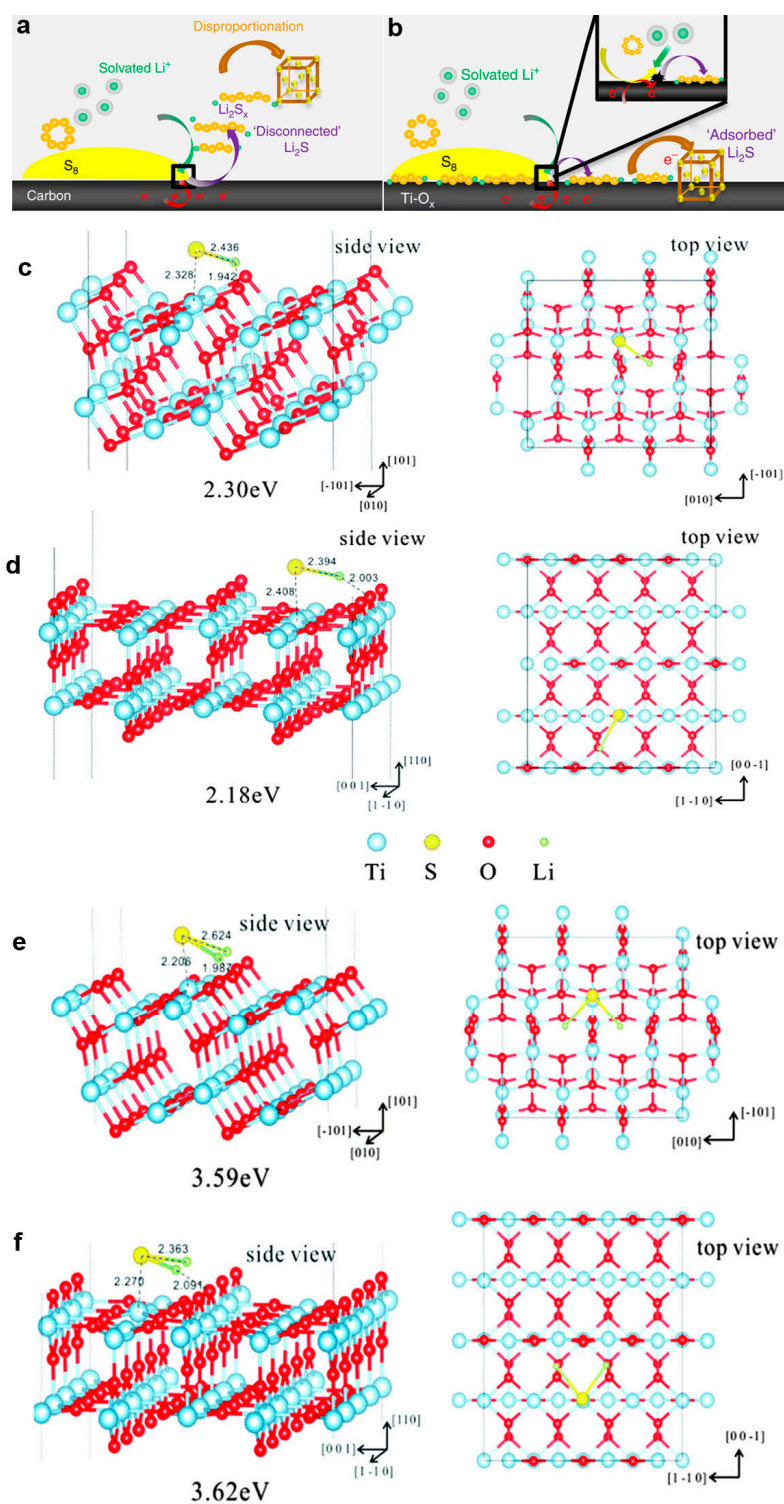 a
Disproportionation
Solvated Li⁺
Li₂Sₓ
'Disconnected'
Li₂S
S₈
Carbon
e⁻ e⁻ e⁻ e⁻
b
Solvated Li⁺
e⁻ e⁻
'Adsorbed'
Li₂S
e⁻
S₈
Ti-Oₓ
e⁻ e⁻ e⁻ e⁻
c
side view
2.436
2.328
1.942
[101]
[-101]
[010]
2.30eV
top view
[-101]
[010]
d
side view
2.394
2.003
2.408
[110]
[001]
[1-10]
2.18eV
top view
[00-1]
[1-10]
Ti S O Li
e
side view
2.624
2.206
1.987
[101]
[-101]
[010]
3.59eV
top view
[-101]
[010]
f
side view
2.363
2.270
2.091
[110]
[001]
[1-10]
3.62eV
top view
[00-1]
[1-10]